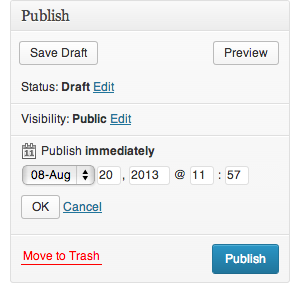 Publish
Save Draft Preview
Status: Draft Edit
Visibility: Public Edit
11 Publish immediately
08-Aug 20 , 2013 @ 11 : 57
OK Cancel
Move to Trash Publish